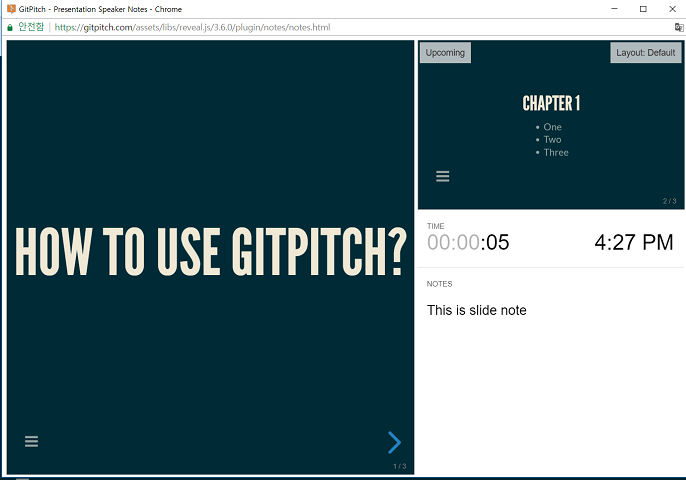 GitPitch - Presentation Speaker Notes - Chrome
안전함 | https://gitpitch.com/assets/libs/reveal.js/3.6.0/plugin/notes/notes.html
HOW TO USE GITPITCH?
1 / 3
Upcoming
Layout: Default
CHAPTER 1
• One
• Two
• Three
2 / 3
TIME
00:00:05
4:27 PM
NOTES
This is slide note